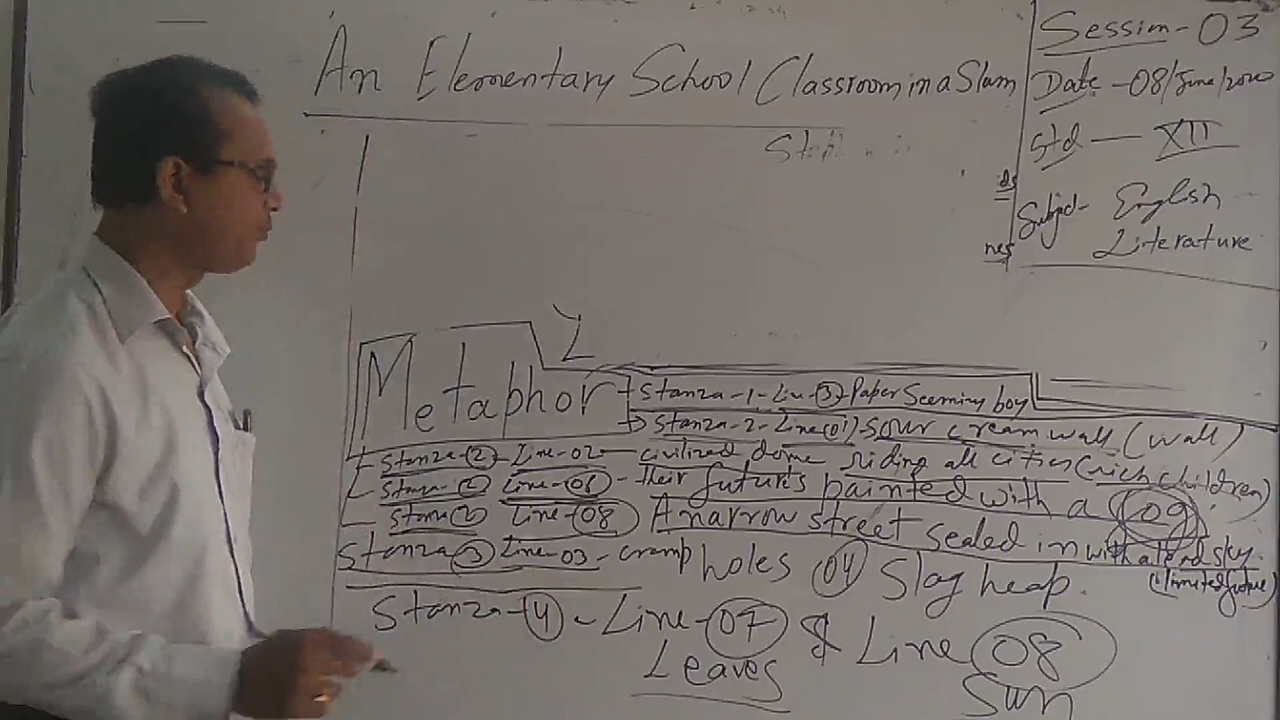 An Elementary School Classroom in a Slam
Session - 03
Date - 08/June/2020
Std - XII
Subject - English
Literature
ds
nes
Metaphor
Stanza-1-Line (3) Paper Seeming boy
→ Stanza-2-Line (01)-Sour cream wall (wall)
Stanza (2) - Line-02 - civilized dome riding all cities (rich children)
Stanza (2) Line-06 - their future's painted with a fog.
Stanza (2) Line-08 A narrow street sealed in with a lead sky.
(limited future)
Stanza (3) Line-03 - cramp holes (04) Slag heap.
Stanza-(4) - Line-07 & Line 08
Leaves
Sun